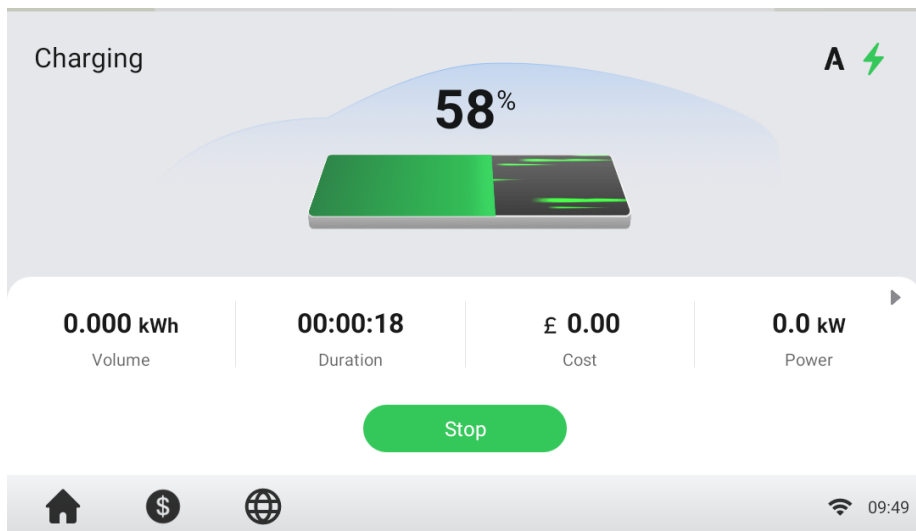 Charging
A
58%
0.000 kWh
Volume
00:00:18
Duration
£ 0.00
Cost
0.0 kW
Power
Stop
$
09:49